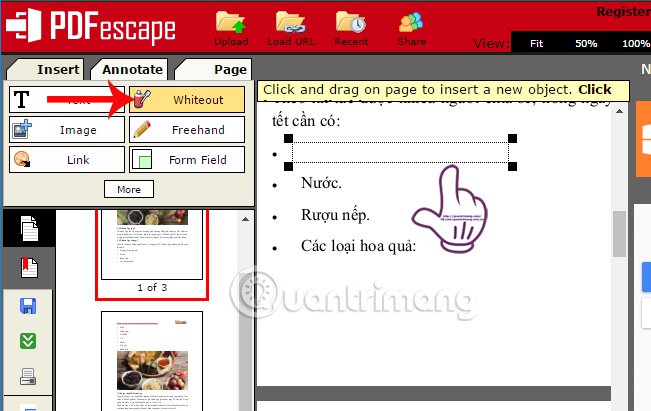 PDFescape
Register
Upload
Load URL
Recent
Share
View:
Fit
50%
100%
Insert
Annotate
Page
Text
Whiteout
Image
Freehand
Link
Form Field
More
Click and drag on page to insert a new object. Click
tết cần có:
Nước.
Rượu nếp.
Các loại hoa quả:
1 of 3
Quantrimang